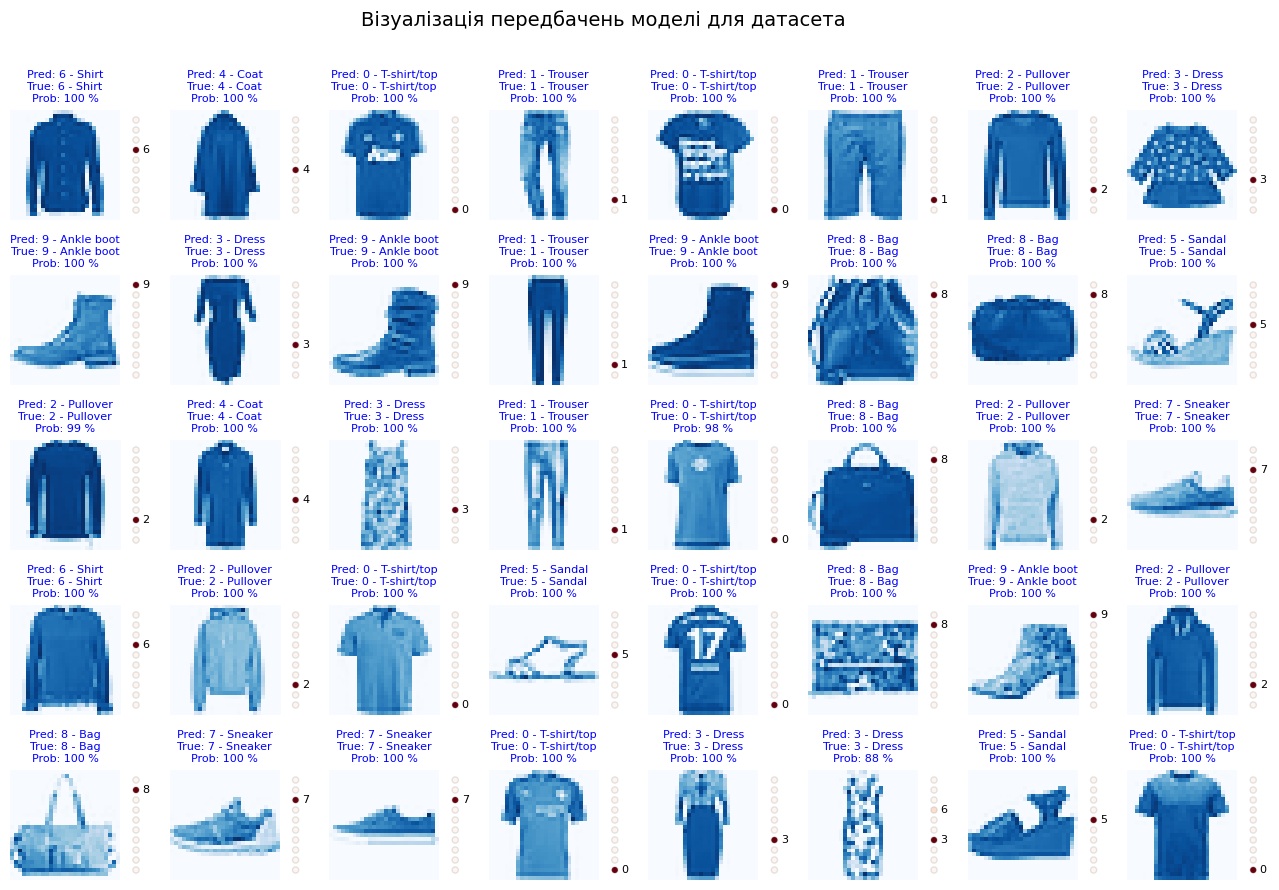 Візуалізація передбачень моделі для датасета
Pred: 6 - Shirt
True: 6 - Shirt
Prob: 100 %
6
Pred: 4 - Coat
True: 4 - Coat
Prob: 100 %
4
Pred: 0 - T-shirt/top
True: 0 - T-shirt/top
Prob: 100 %
0
Pred: 1 - Trouser
True: 1 - Trouser
Prob: 100 %
1
Pred: 0 - T-shirt/top
True: 0 - T-shirt/top
Prob: 100 %
0
Pred: 1 - Trouser
True: 1 - Trouser
Prob: 100 %
1
Pred: 2 - Pullover
True: 2 - Pullover
Prob: 100 %
2
Pred: 3 - Dress
True: 3 - Dress
Prob: 100 %
3
Pred: 9 - Ankle boot
True: 9 - Ankle boot
Prob: 100 %
9
Pred: 3 - Dress
True: 3 - Dress
Prob: 100 %
3
Pred: 9 - Ankle boot
True: 9 - Ankle boot
Prob: 100 %
9
Pred: 1 - Trouser
True: 1 - Trouser
Prob: 100 %
1
Pred: 9 - Ankle boot
True: 9 - Ankle boot
Prob: 100 %
9
Pred: 8 - Bag
True: 8 - Bag
Prob: 100 %
8
Pred: 8 - Bag
True: 8 - Bag
Prob: 100 %
8
Pred: 5 - Sandal
True: 5 - Sandal
Prob: 100 %
5
Pred: 2 - Pullover
True: 2 - Pullover
Prob: 99 %
2
Pred: 4 - Coat
True: 4 - Coat
Prob: 100 %
4
Pred: 3 - Dress
True: 3 - Dress
Prob: 100 %
3
Pred: 1 - Trouser
True: 1 - Trouser
Prob: 100 %
1
Pred: 0 - T-shirt/top
True: 0 - T-shirt/top
Prob: 98 %
0
Pred: 8 - Bag
True: 8 - Bag
Prob: 100 %
8
Pred: 2 - Pullover
True: 2 - Pullover
Prob: 100 %
2
Pred: 7 - Sneaker
True: 7 - Sneaker
Prob: 100 %
7
Pred: 6 - Shirt
True: 6 - Shirt
Prob: 100 %
6
Pred: 2 - Pullover
True: 2 - Pullover
Prob: 100 %
2
Pred: 0 - T-shirt/top
True: 0 - T-shirt/top
Prob: 100 %
0
Pred: 5 - Sandal
True: 5 - Sandal
Prob: 100 %
5
Pred: 0 - T-shirt/top
True: 0 - T-shirt/top
Prob: 100 %
17
0
Pred: 8 - Bag
True: 8 - Bag
Prob: 100 %
8
Pred: 9 - Ankle boot
True: 9 - Ankle boot
Prob: 100 %
9
Pred: 2 - Pullover
True: 2 - Pullover
Prob: 100 %
2
Pred: 8 - Bag
True: 8 - Bag
Prob: 100 %
8
Pred: 7 - Sneaker
True: 7 - Sneaker
Prob: 100 %
7
Pred: 7 - Sneaker
True: 7 - Sneaker
Prob: 100 %
7
Pred: 0 - T-shirt/top
True: 0 - T-shirt/top
Prob: 100 %
0
Pred: 3 - Dress
True: 3 - Dress
Prob: 100 %
3
Pred: 3 - Dress
True: 3 - Dress
Prob: 88 %
6
3
Pred: 5 - Sandal
True: 5 - Sandal
Prob: 100 %
5
Pred: 0 - T-shirt/top
True: 0 - T-shirt/top
Prob: 100 %
0